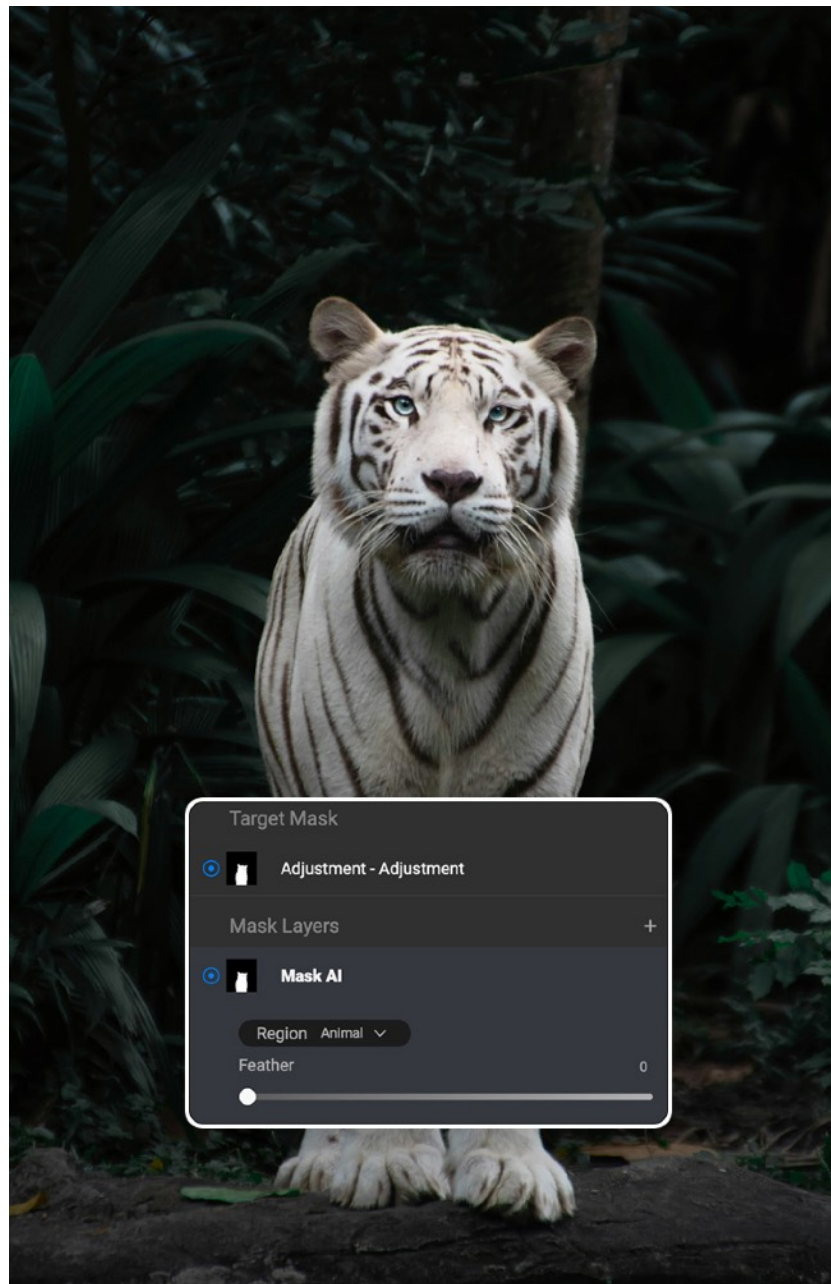 Target Mask
Adjustment - Adjustment
Mask Layers +
Mask AI
Region Animal
Feather 0